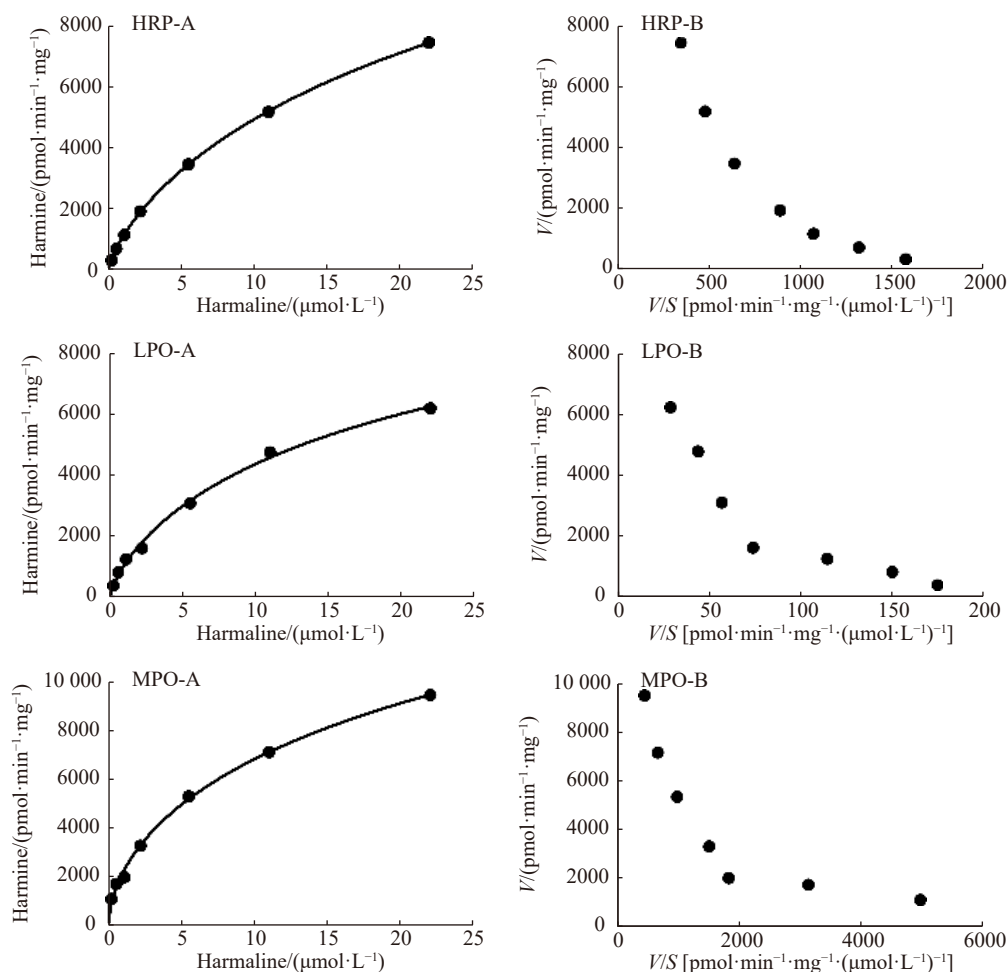 HRP-A
Harmine/(pmol·min⁻¹·mg⁻¹)
8000
6000
4000
2000
0
0 5 10 15 20 25
Harmaline/(μmol·L⁻¹)
HRP-B
V/(pmol·min⁻¹·mg⁻¹)
8000
6000
4000
2000
0
500 1000 1500 2000
V/S [pmol·min⁻¹·mg⁻¹·(μmol·L⁻¹)⁻¹]
LPO-A
Harmine/(pmol·min⁻¹·mg⁻¹)
8000
6000
4000
2000
0
0 5 10 15 20 25
Harmaline/(μmol·L⁻¹)
LPO-B
V/(pmol·min⁻¹·mg⁻¹)
8000
6000
4000
2000
0
0 50 100 150 200
V/S [pmol·min⁻¹·mg⁻¹·(μmol·L⁻¹)⁻¹]
MPO-A
Harmine/(pmol·min⁻¹·mg⁻¹)
10 000
8000
6000
4000
2000
0
0 5 10 15 20 25
Harmaline/(μmol·L⁻¹)
MPO-B
V/(pmol·min⁻¹·mg⁻¹)
10 000
8000
6000
4000
2000
0
0 2000 4000 6000
V/S [pmol·min⁻¹·mg⁻¹·(μmol·L⁻¹)⁻¹]